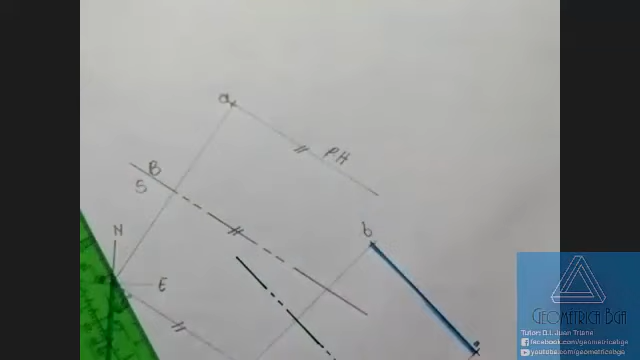 a
PH
B
S
b
N
E
GEOMETRICA BGA
Tutor: D.I. Juan Triana
facebook.com/geometricabga
youtube.com/geometricabga